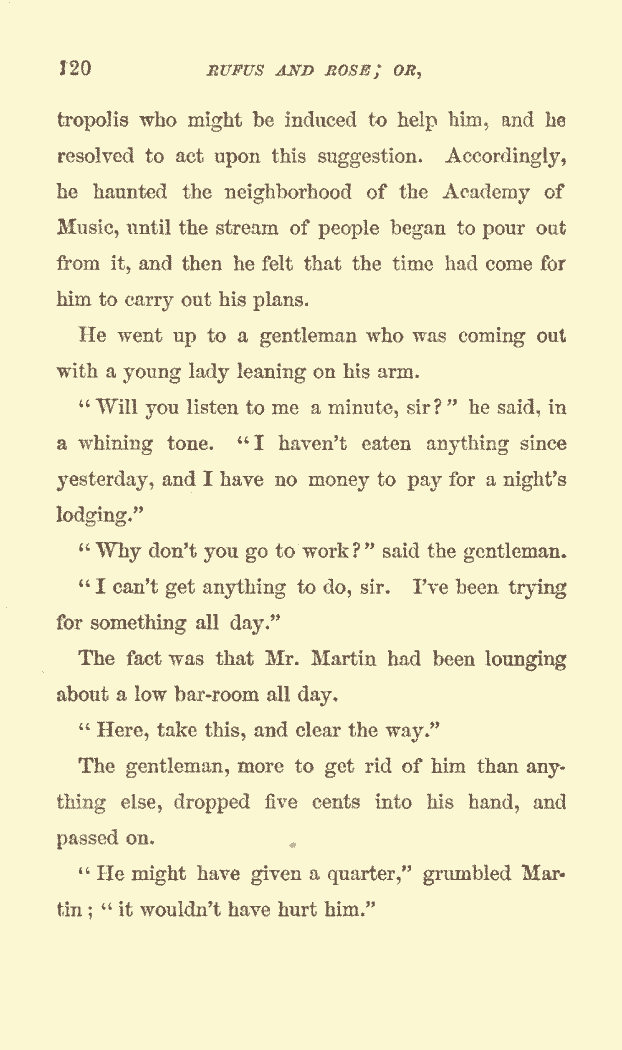 120 RUFUS AND ROSE; OR,
tropolis who might be induced to help him, and he
resolved to act upon this suggestion. Accordingly,
he haunted the neighborhood of the Academy of
Music, until the stream of people began to pour out
from it, and then he felt that the time had come for
him to carry out his plans.
He went up to a gentleman who was coming out
with a young lady leaning on his arm.
"Will you listen to me a minute, sir?" he said, in
a whining tone. "I haven't eaten anything since
yesterday, and I have no money to pay for a night's
lodging."
"Why don't you go to work?" said the gentleman.
"I can't get anything to do, sir. I've been trying
for something all day."
The fact was that Mr. Martin had been lounging
about a low bar-room all day.
"Here, take this, and clear the way."
The gentleman, more to get rid of him than any-
thing else, dropped five cents into his hand, and
passed on.
"He might have given a quarter," grumbled Mar-
tin; "it wouldn't have hurt him."